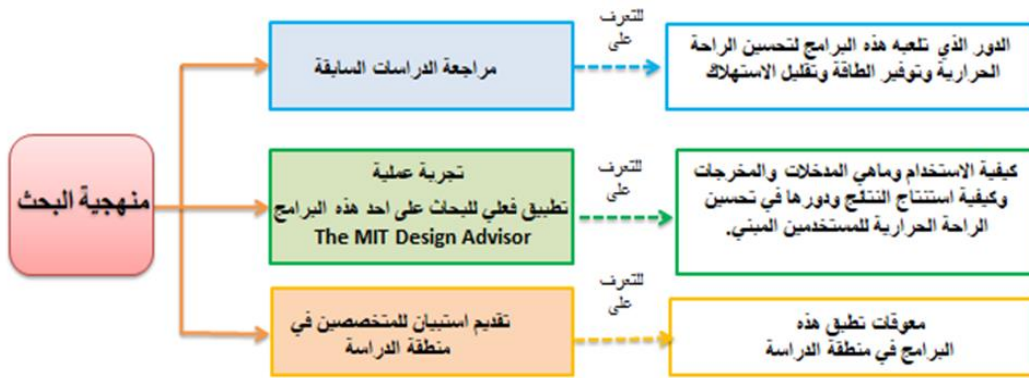 منهجية البحث
مراجعة الدراسات السابقة
للتعرف
على
الدور الذي تلعبه هذه البرامج لتحسين الراحة
الحرارية وتوفير الطاقة وتقليل الاستهلاك
تجربة عملية
تطبيق فعلي للبحاث على احد هذه البرامج
The MIT Design Advisor
للتعرف
على
كيفية الاستخدام وماهي المدخلات والمخرجات
وكيفية استنتاج النتائج ودورها في تحسين
الراحة الحرارية للمستخدمين المبني.
تقديم استبيان للمتخصصين في
منطقة الدراسة
للتعرف
على
معوقات تطبق هذه
البرامج في منطقة الدراسة